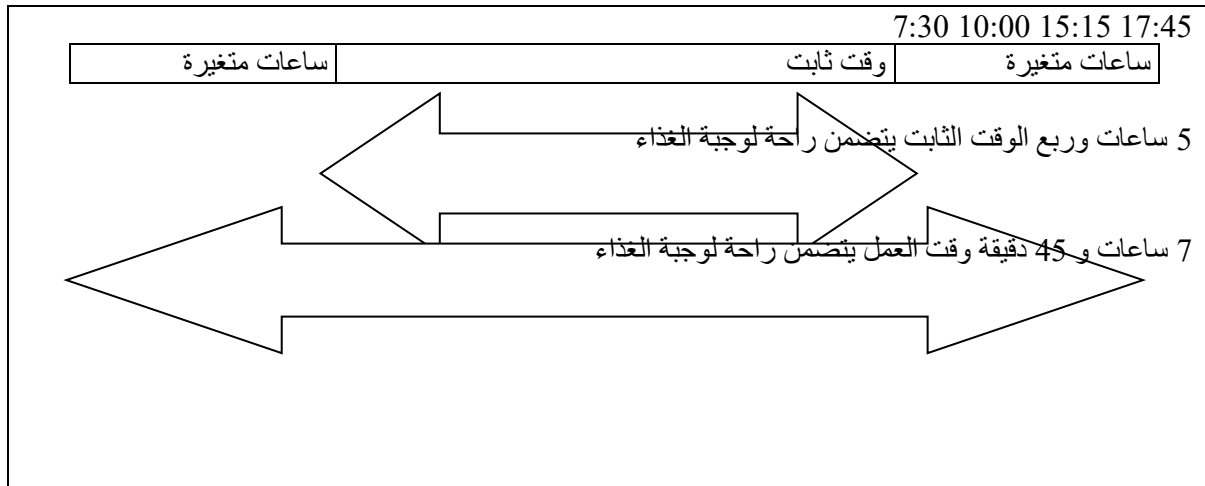 7:30 10:00 15:15 17:45
ساعات متغيرة وقت ثابت ساعات متغيرة
5 ساعات وربع الوقت الثابت يتضمن راحة لوجبة الغذاء
7 ساعات و 45 دقيقة وقت العمل يتضمن راحة لوجبة الغذاء